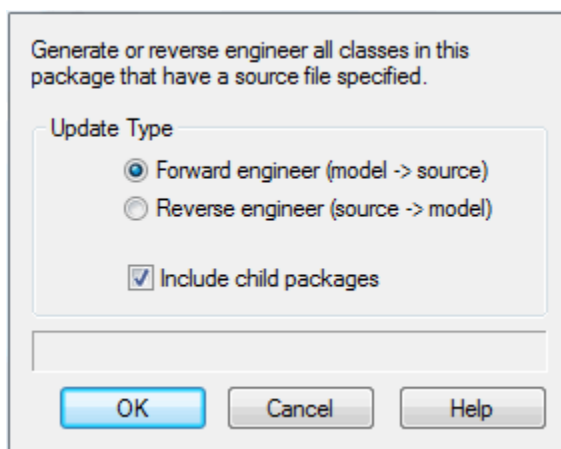 Generate or reverse engineer all classes in this
package that have a source file specified.
Update Type
Forward engineer (model -> source)
Reverse engineer (source -> model)
Include child packages
OK Cancel Help